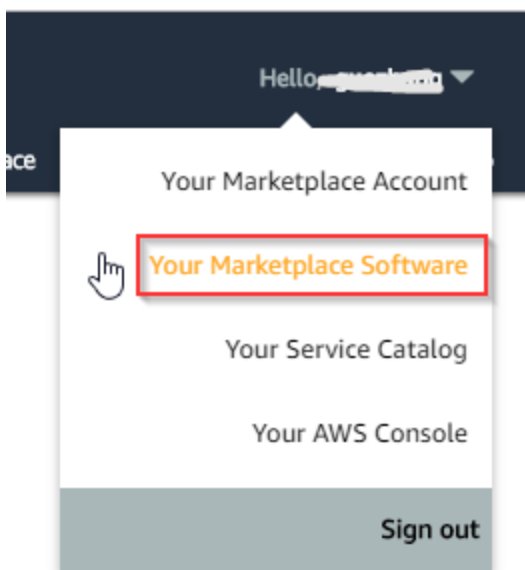 Hello,
ace
Your Marketplace Account
Your Marketplace Software
Your Service Catalog
Your AWS Console
Sign out